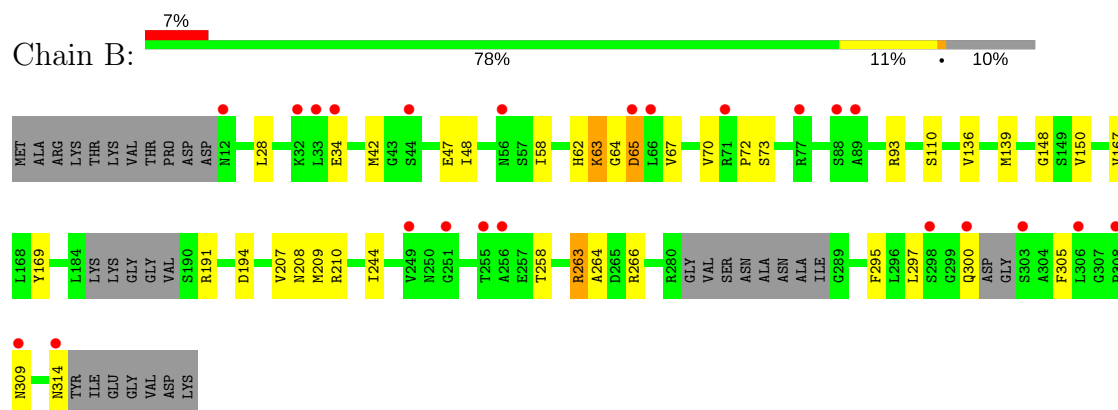 7%
Chain B:
78% 11% • 10%
MET ALA ARG LYS THR LYS VAL THR PRO ASP ASP N12 L28 K32 L33 E34 M42 G43 S44 E47 I48 N56 S57 I58 H62 K63 G64 D65 L66 V67 V70 R71 P72 S73 R77 S88 A89 R93 S110 V136 M139 G148 S149 V150
L168 Y169 L184 LYS LYS GLY GLY VAL S190 R191 D194 V207 N208 M209 R210 I244 V249 N250 G251 T255 A256 E257 T258 R263 A264 D265 R266 R280 GLY VAL SER ASN ALA ASN ALA ILE G289 F295 L296 L297 S298 G299 Q300 ASP GLY S303 A304 F305 L306 G307
N309 N314 TYR ILE GLU GLY VAL ASP LYS